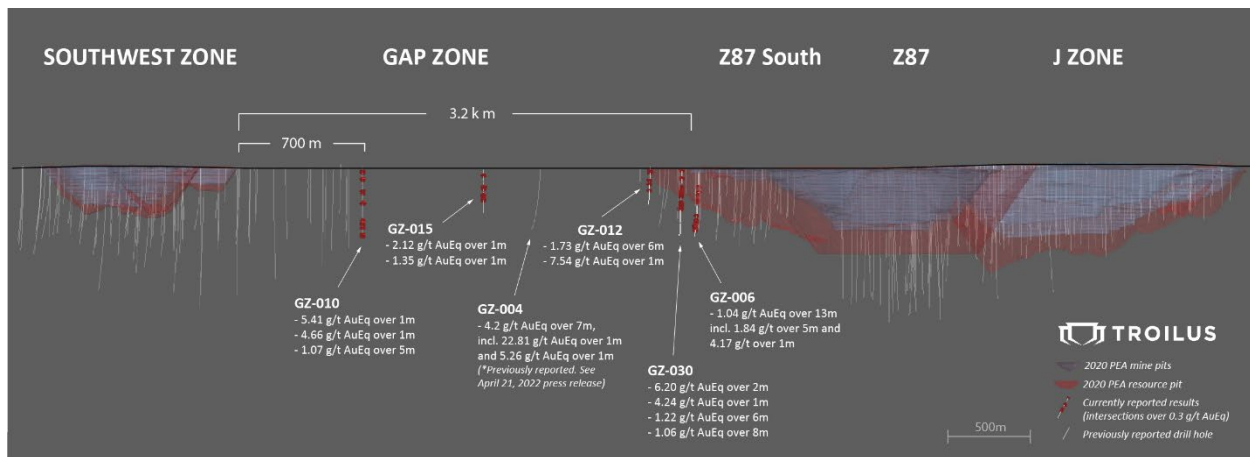 SOUTHWEST ZONE
GAP ZONE
Z87 South
Z87
J ZONE
3.2 k m
700 m
GZ-015
- 2.12 g/t AuEq over 1m
- 1.35 g/t AuEq over 1m
GZ-012
- 1.73 g/t AuEq over 6m
- 7.54 g/t AuEq over 1m
GZ-010
- 5.41 g/t AuEq over 1m
- 4.66 g/t AuEq over 1m
- 1.07 g/t AuEq over 5m
GZ-004
- 4.2 g/t AuEq over 7m,
incl. 22.81 g/t AuEq over 1m
and 5.26 g/t AuEq over 1m
(*Previously reported. See
April 21, 2022 press release)
GZ-006
- 1.04 g/t AuEq over 13m
incl. 1.84 g/t over 5m and
4.17 g/t over 1m
GZ-030
- 6.20 g/t AuEq over 2m
- 4.24 g/t AuEq over 1m
- 1.22 g/t AuEq over 6m
- 1.06 g/t AuEq over 8m
TROILUS
2020 PEA mine pits
2020 PEA resource pit
Currently reported results
(intersections over 0.3 g/t AuEq)
Previously reported drill hole
500m